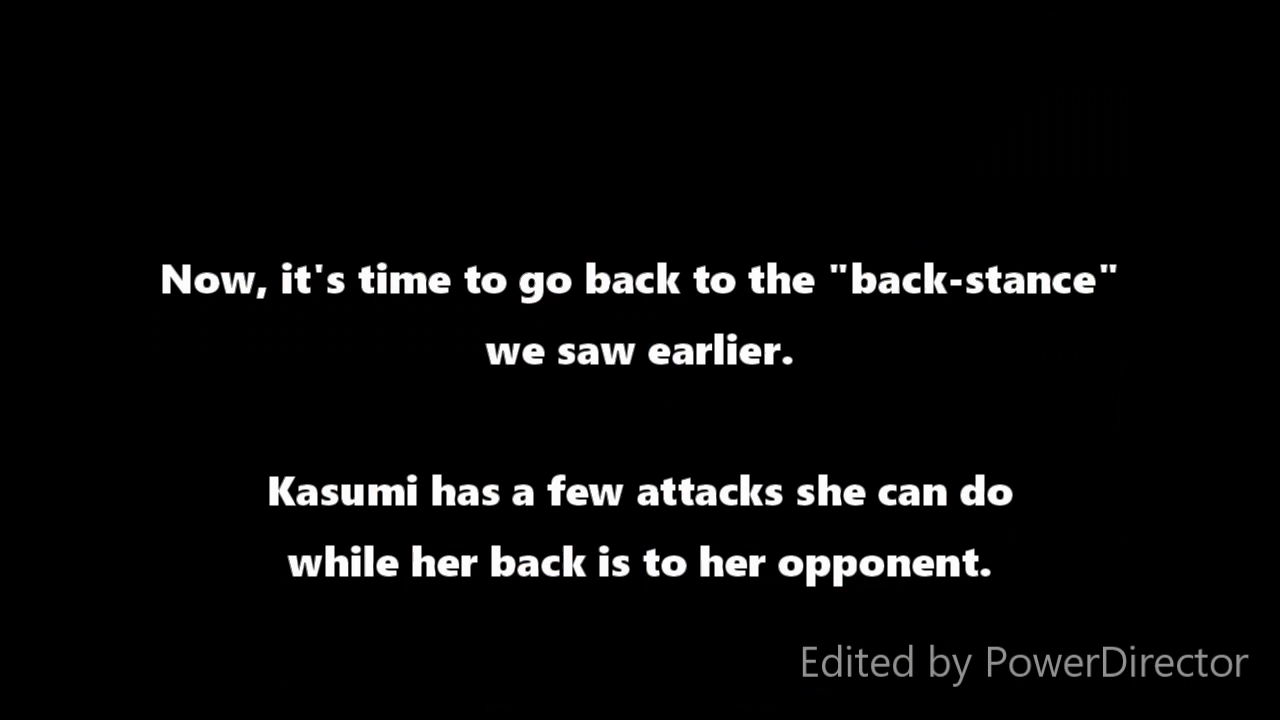 Now, it's time to go back to the "back-stance"
we saw earlier.
Kasumi has a few attacks she can do
while her back is to her opponent.
Edited by PowerDirector